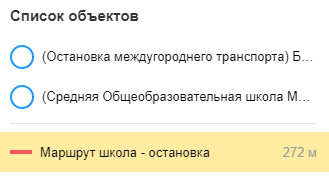 Список объектов
(Остановка междугороднего транспорта) Б...
(Средняя Общеобразовательная школа М...
Маршрут школа - остановка 272 м